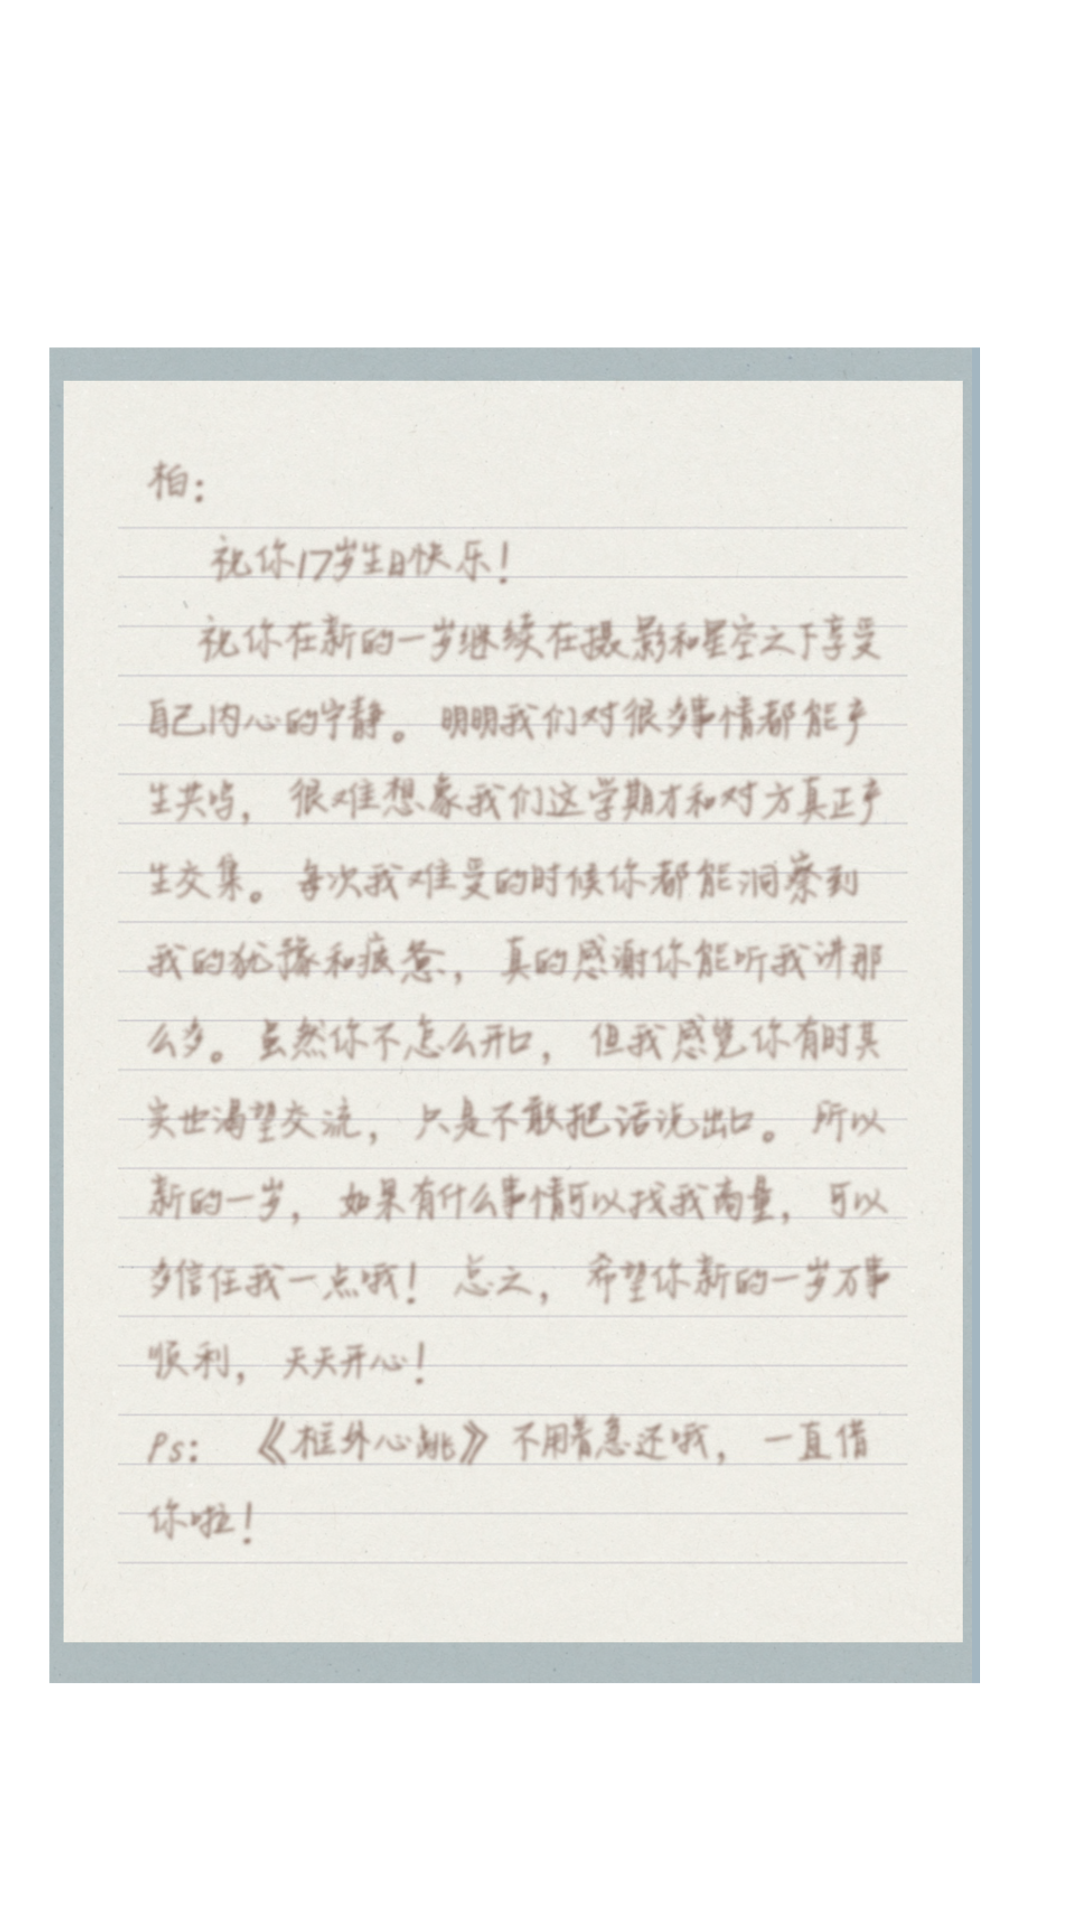 柏：
祝你17岁生日快乐！
祝你在新的一岁继续在摄影和星空之下享受
自己内心的宁静。明明我们对很多事情都能产
生共鸣，很难想象我们这学期才和对方真正产
生交集。每次我难受的时候你都能洞察到
我的犹豫和疲惫，真的感谢你能听我讲那
么多。虽然你不怎么开口，但我感觉你有时其
实也渴望交流，只是不敢把话说出口。所以
新的一岁，如果有什么事情可以找我商量，可以
多信任我一点哦！总之，希望你新的一岁万事
顺利，天天开心！
Ps：《框外心跳》不用着急还哦，一直借
你啦！